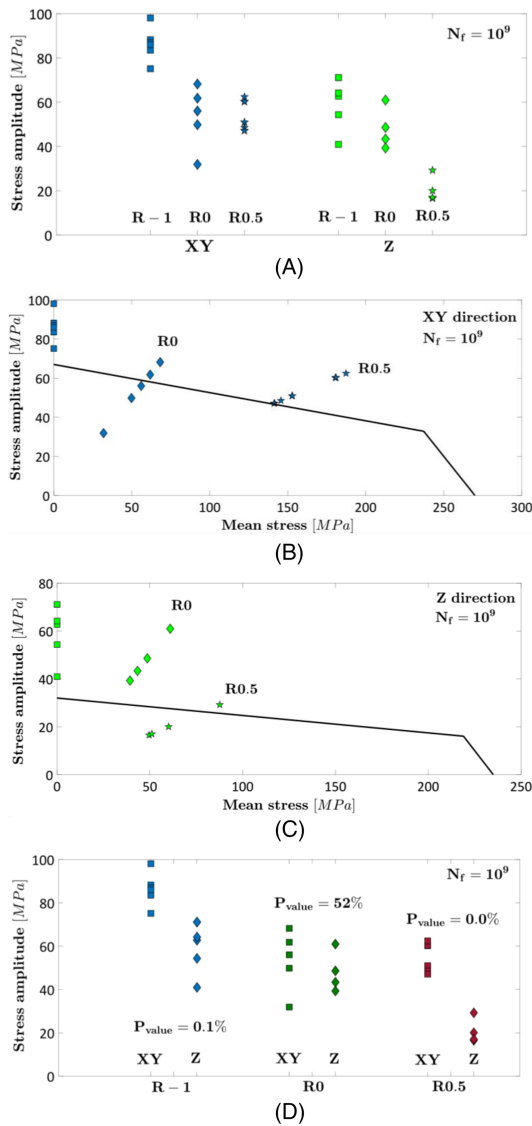 100
80
60
40
20
0
Stress amplitude [MPa]
N_f = 10^9
R − 1 R0 R0.5 R − 1 R0 R0.5
XY Z
(A)
100
80
60
40
20
0
Stress amplitude [MPa]
XY direction
N_f = 10^9
R0
R0.5
0 50 100 150 200 250 300
Mean stress [MPa]
(B)
80
60
40
20
0
Stress amplitude [MPa]
Z direction
N_f = 10^9
R0
R0.5
0 50 100 150 200 250
Mean stress [MPa]
(C)
100
80
60
40
20
0
Stress amplitude [MPa]
N_f = 10^9
P_value = 52%
P_value = 0.0%
P_value = 0.1%
XY Z XY Z XY Z
R − 1 R0 R0.5
(D)